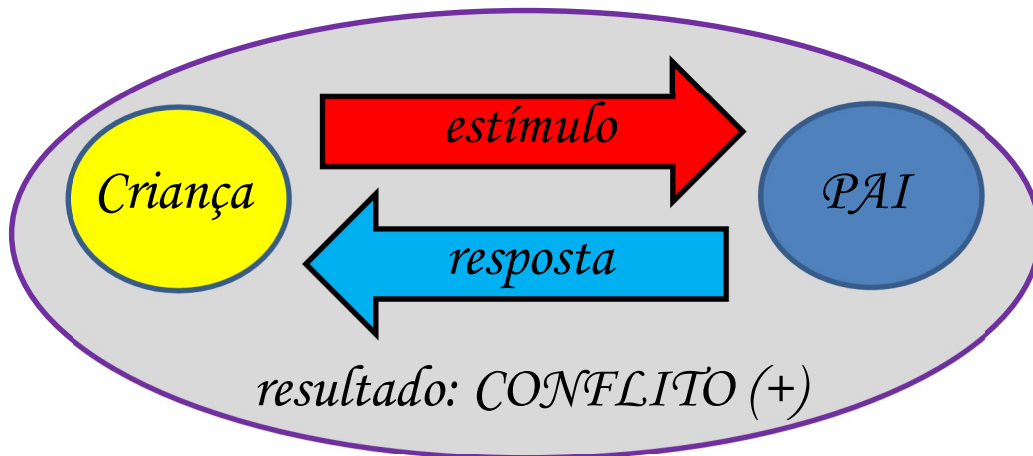 estímulo
Criança
PAI
resposta
resultado: CONFLITO (+)